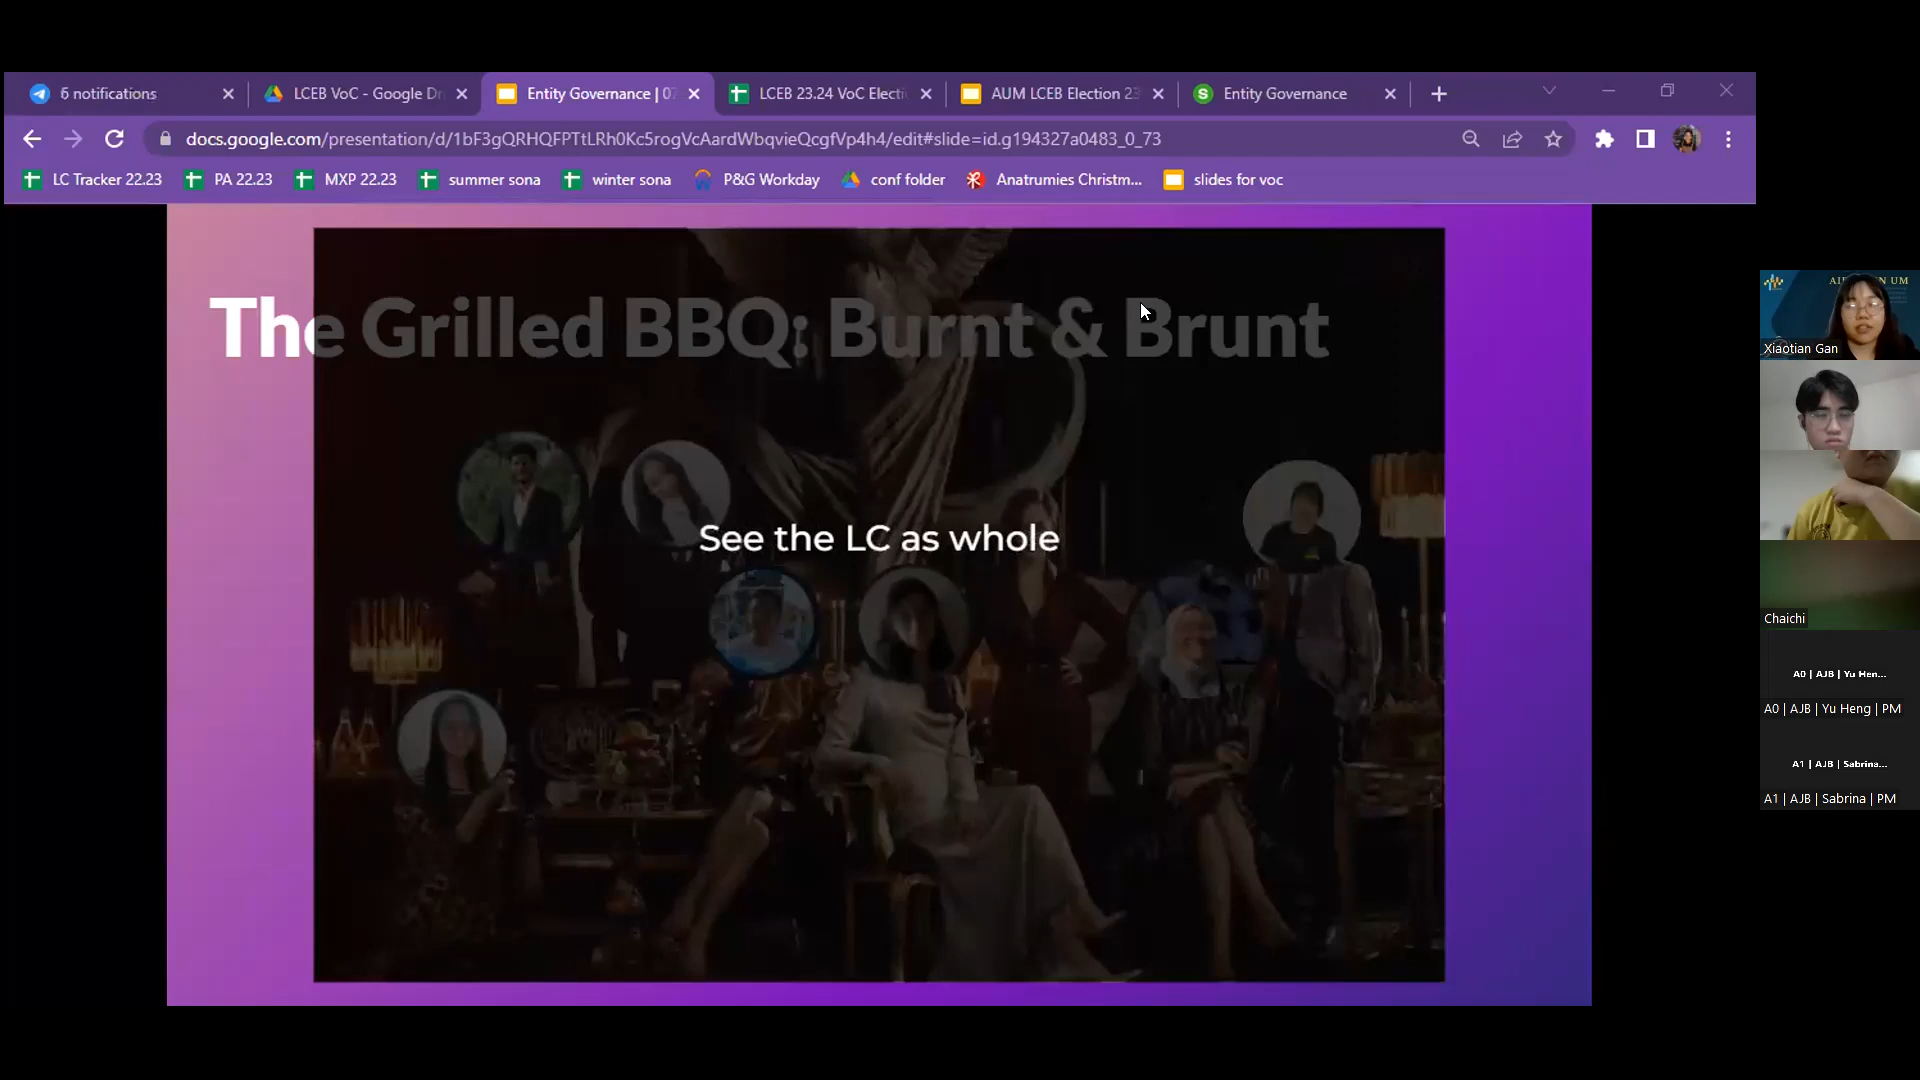 6 notifications
LCEB VoC - Google Dr
Entity Governance | 07
LCEB 23.24 VoC Electi
AUM LCEB Election 23
Entity Governance
docs.google.com/presentation/d/1bF3gQRHQFPTtLRh0Kc5rogVcAardWbqvieQcgfVp4h4/edit#slide=id.g194327a0483_0_73
LC Tracker 22.23
PA 22.23
MXP 22.23
summer sona
winter sona
P&G Workday
conf folder
Anatrumies Christm...
slides for voc
The Grilled BBQ: Burnt & Brunt
See the LC as whole
Xiaotian Gan
Chaichi
A0 | AJB | Yu Hen...
A0 | AJB | Yu Heng | PM
A1 | AJB | Sabrina...
A1 | AJB | Sabrina | PM